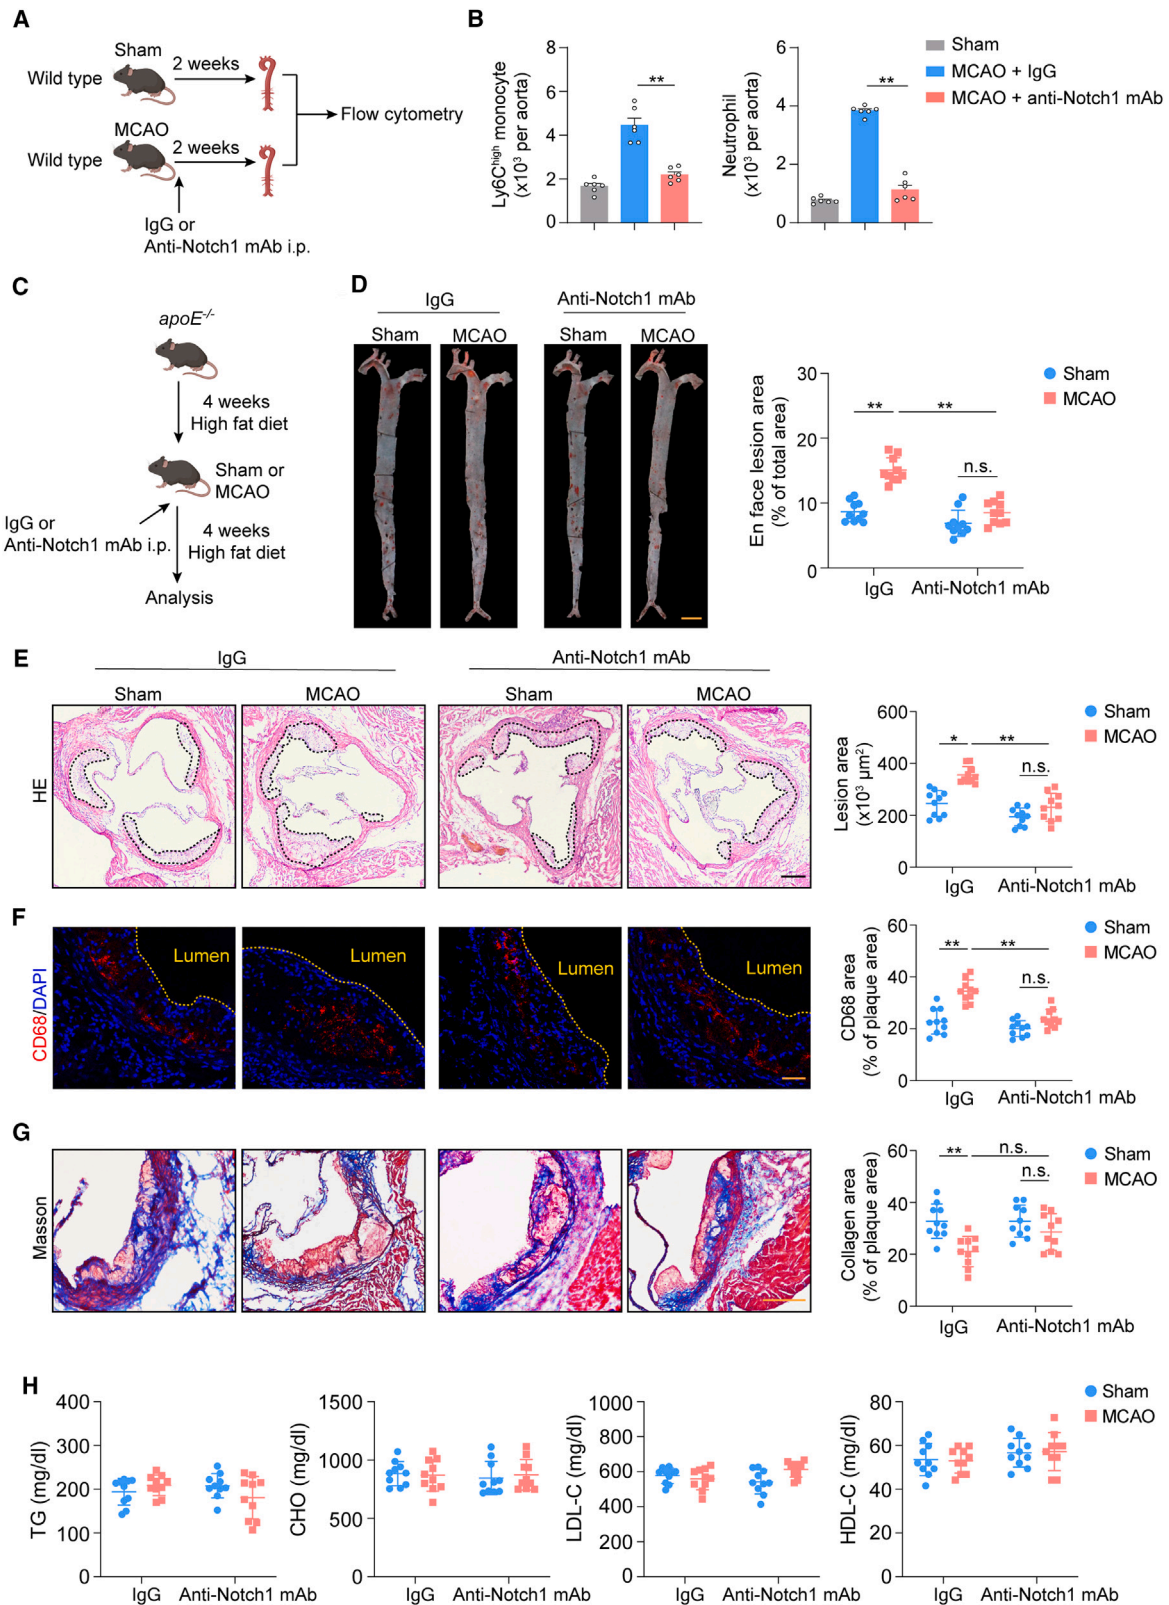 A
Sham
Wild type
2 weeks
MCAO
Wild type
2 weeks
Flow cytometry
IgG or
Anti-Notch1 mAb i.p.
B
8
6
4
2
0
Ly6Chigh monocyte
(x10³ per aorta)
**
6
4
2
0
Neutrophil
(x10³ per aorta)
**
Sham
MCAO + IgG
MCAO + anti-Notch1 mAb
C
apoE-/-
4 weeks
High fat diet
Sham or
MCAO
IgG or
Anti-Notch1 mAb i.p.
4 weeks
High fat diet
Analysis
D
IgG
Anti-Notch1 mAb
Sham
MCAO
Sham
MCAO
30
20
10
0
En face lesion area
(% of total area)
**
**
n.s.
IgG
Anti-Notch1 mAb
Sham
MCAO
E
IgG
Anti-Notch1 mAb
Sham
MCAO
Sham
MCAO
HE
600
400
200
0
Lesion area
(x10³ µm²)
*
**
n.s.
IgG
Anti-Notch1 mAb
Sham
MCAO
F
CD68/DAPI
Lumen
Lumen
Lumen
Lumen
60
40
20
0
CD68 area
(% of plaque area)
**
**
n.s.
IgG
Anti-Notch1 mAb
Sham
MCAO
G
Masson
60
40
20
0
Collagen area
(% of plaque area)
**
n.s.
n.s.
IgG
Anti-Notch1 mAb
Sham
MCAO
H
400
300
200
100
0
TG (mg/dl)
IgG
Anti-Notch1 mAb
1500
1000
500
0
CHO (mg/dl)
IgG
Anti-Notch1 mAb
1000
800
600
400
200
0
LDL-C (mg/dl)
IgG
Anti-Notch1 mAb
80
60
40
20
0
HDL-C (mg/dl)
IgG
Anti-Notch1 mAb
Sham
MCAO